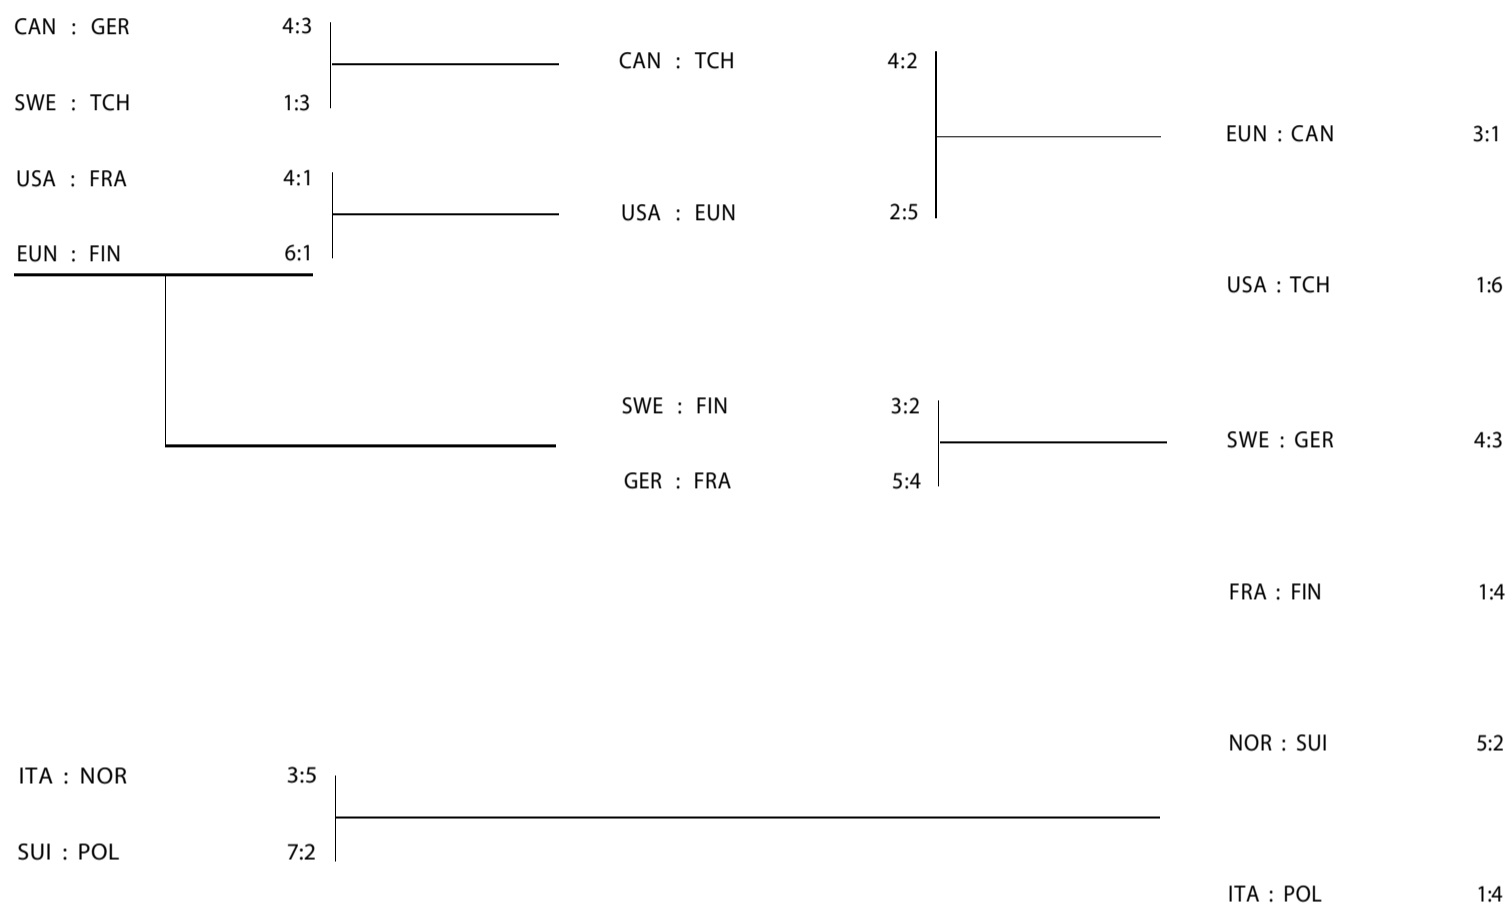 CAN : GER 4:3
SWE : TCH 1:3
USA : FRA 4:1
EUN : FIN 6:1
CAN : TCH 4:2
USA : EUN 2:5
SWE : FIN 3:2
GER : FRA 5:4
EUN : CAN 3:1
USA : TCH 1:6
SWE : GER 4:3
FRA : FIN 1:4
ITA : NOR 3:5
SUI : POL 7:2
NOR : SUI 5:2
ITA : POL 1:4